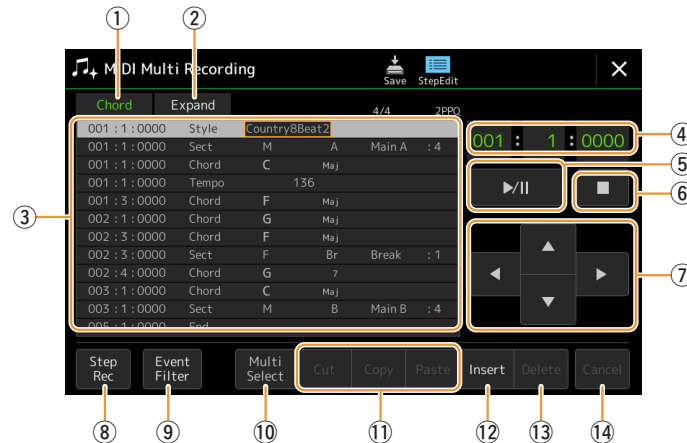 ① ②
MIDI Multi Recording Save StepEdit ×
Chord Expand 4/4 2PPQ
001 : 1 : 0000 Style Country8Beat2
001 : 1 : 0000 Sect M A Main A : 4
001 : 1 : 0000 Chord C Maj
001 : 1 : 0000 Tempo 136
001 : 3 : 0000 Chord F Maj
002 : 1 : 0000 Chord G Maj
002 : 3 : 0000 Chord F Maj
002 : 3 : 0000 Sect F Br Break : 1
002 : 4 : 0000 Chord G 7
003 : 1 : 0000 Chord C Maj
003 : 1 : 0000 Sect M B Main B : 4
005 : 1 : 0000 End
001 : 1 : 0000
③ ④ ⑤ ⑥ ⑦
Step Rec
Event Filter
Multi Select
Cut Copy Paste Insert Delete Cancel
⑧ ⑨ ⑩ ⑪ ⑫ ⑬ ⑭